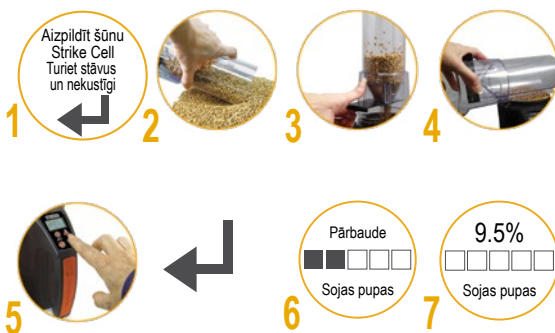 Aizpildīt šūnu
Strike Cell
Turiet stāvus
un nekustīgi
1
2
3
4
5
Pārbaude
Sojas pupas
6
9.5%
Sojas pupas
7